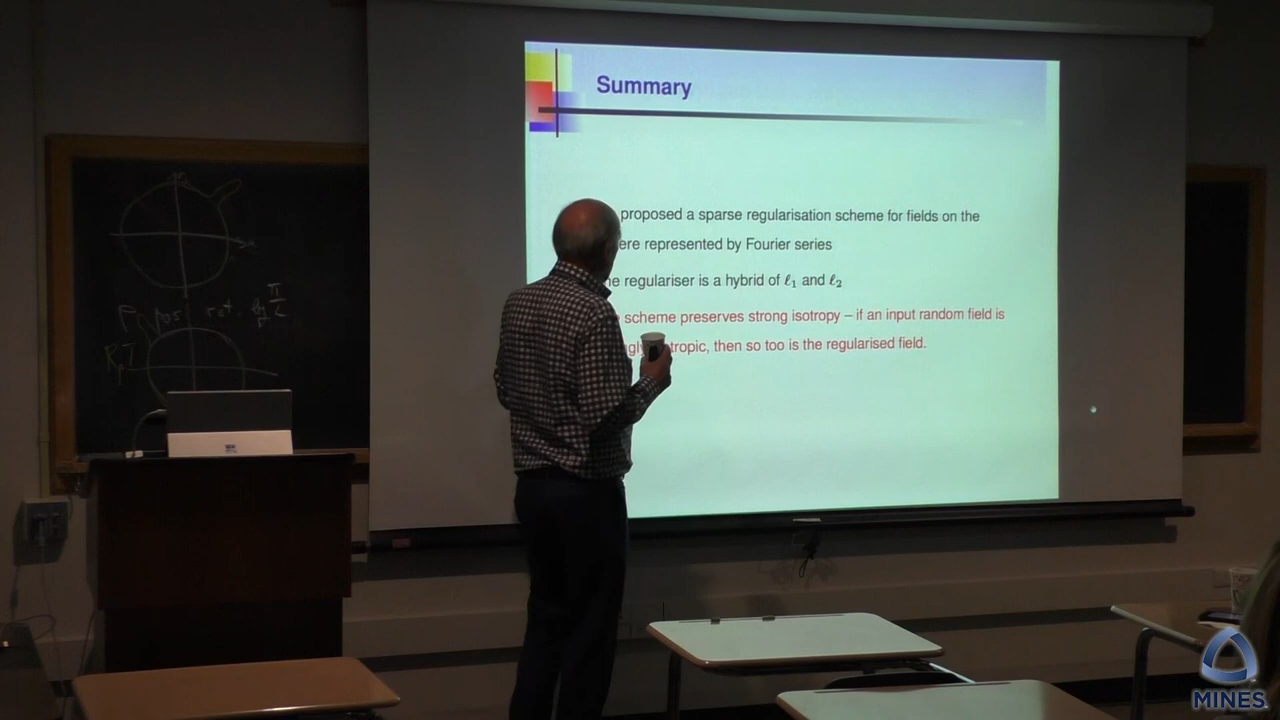 Summary
proposed a sparse regularisation scheme for fields on the
ere represented by Fourier series
e regulariser is a hybrid of ℓ1 and ℓ2
scheme preserves strong isotropy – if an input random field is
tropic, then so too is the regularised field.
MINES